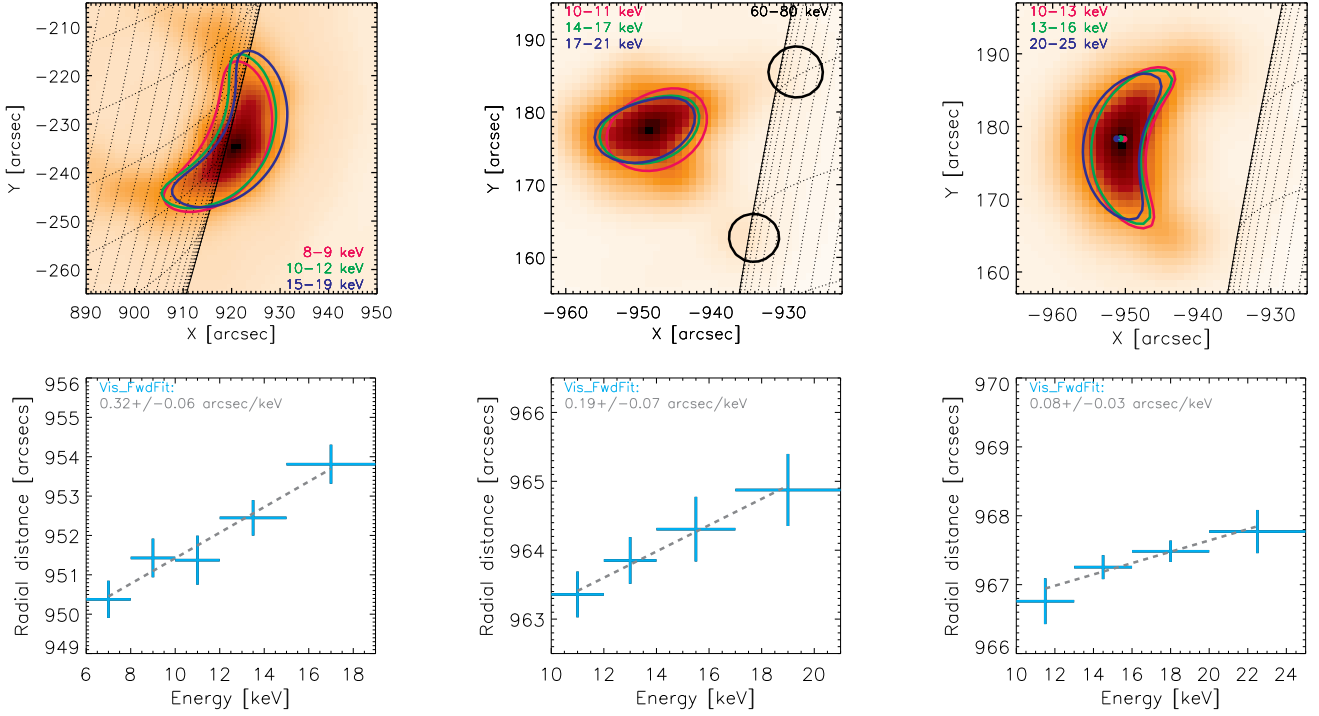 -210
-220
-230
-240
-250
-260
Y [arcsec]
8-9 keV
10-12 keV
15-19 keV
890 900 910 920 930 940 950
X [arcsec]
10-11 keV
14-17 keV
17-21 keV
60-80 keV
190
180
170
160
Y [arcsec]
-960 -950 -940 -930
X [arcsec]
10-13 keV
13-16 keV
20-25 keV
190
180
170
160
Y [arcsec]
-960 -950 -940 -930
X [arcsec]
Vis_FwdFit:
0.32+/-0.06 arcsec/keV
956
955
954
953
952
951
950
949
Radial distance [arcsecs]
6 8 10 12 14 16 18
Energy [keV]
Vis_FwdFit:
0.19+/-0.07 arcsec/keV
966
965
964
963
Radial distance [arcsecs]
10 12 14 16 18 20
Energy [keV]
Vis_FwdFit:
0.08+/-0.03 arcsec/keV
970
969
968
967
966
Radial distance [arcsecs]
10 12 14 16 18 20 22 24
Energy [keV]